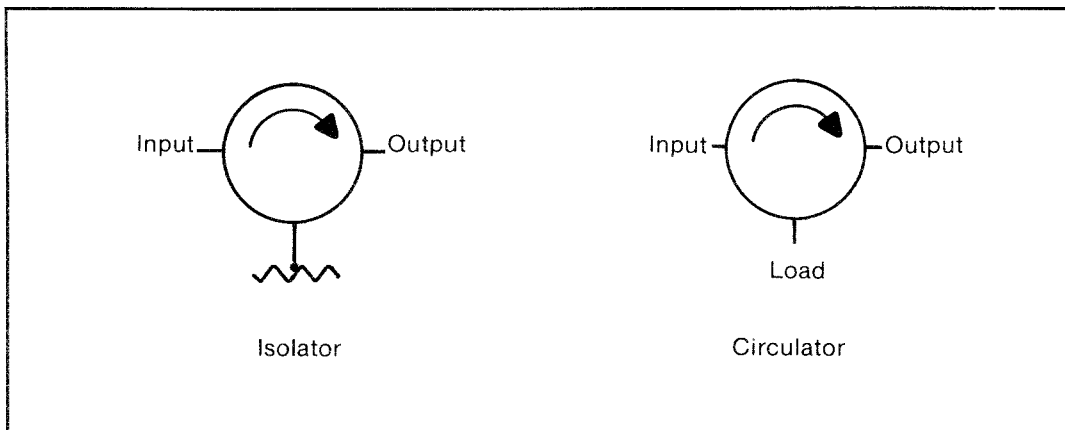 Input
Output
Input
Output
Load
Isolator
Circulator